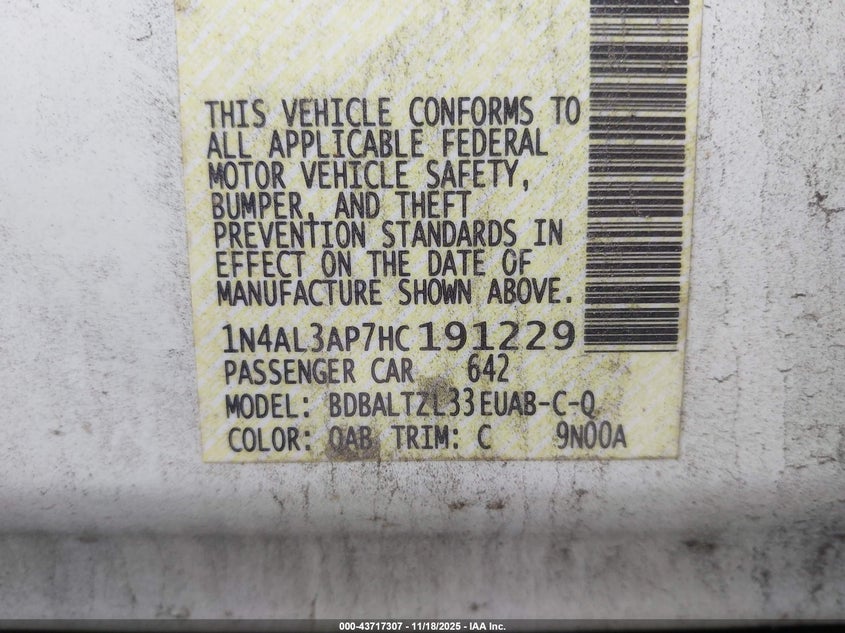 THIS VEHICLE CONFORMS TO
ALL APPLICABLE FEDERAL
MOTOR VEHICLE SAFETY,
BUMPER, AND THEFT
PREVENTION STANDARDS IN
EFFECT ON THE DATE OF
MANUFACTURE SHOWN ABOVE.
1N4AL3AP7HC191229
PASSENGER CAR 642
MODEL: BDBALTZL33EUAB-C-Q
COLOR: QAB TRIM: C 9N00A
000-43717307 - 11/18/2025 - IAA Inc.